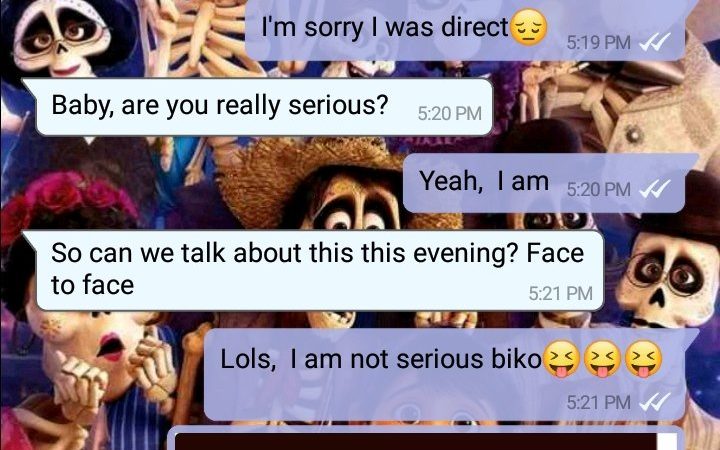 I'm sorry I was direct😔 5:19 PM
Baby, are you really serious? 5:20 PM
Yeah, I am 5:20 PM
So can we talk about this this evening? Face
to face
5:21 PM
Lols, I am not serious biko😝😝😝
5:21 PM